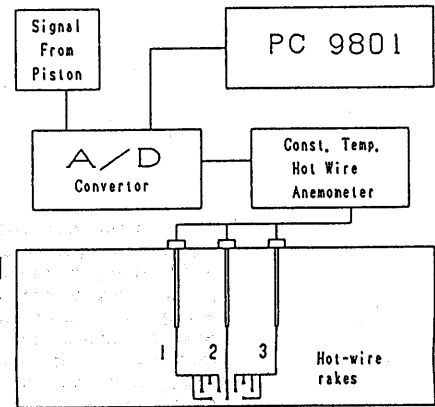 Signal
From
Piston
PC 9801
A/D
Convertor
Const. Temp.
Hot Wire
Anemometer
1 2 3
Hot-wire
rakes